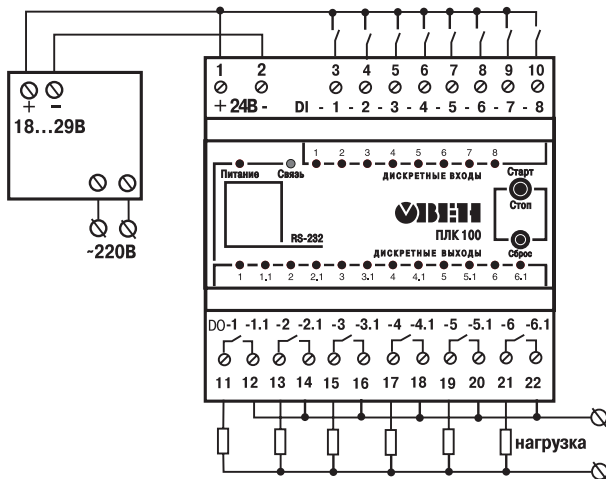 1 2 3 4 5 6 7 8 9 10
+ 24В - DI - 1 - 2 - 3 - 4 - 5 - 6 - 7 - 8
+ -
18...29В
~220В
1 2 3 4 5 6 7 8
Питание Связь ДИСКРЕТНЫЕ ВХОДЫ Старт
Стоп
ОВЕН
RS-232 ПЛК 100
ДИСКРЕТНЫЕ ВЫХОДЫ Сброс
1 1.1 2 2.1 3 3.1 4 4.1 5 5.1 6 6.1
DO-1 -1.1 -2 -2.1 -3 -3.1 -4 -4.1 -5 -5.1 -6 -6.1
11 12 13 14 15 16 17 18 19 20 21 22
нагрузка